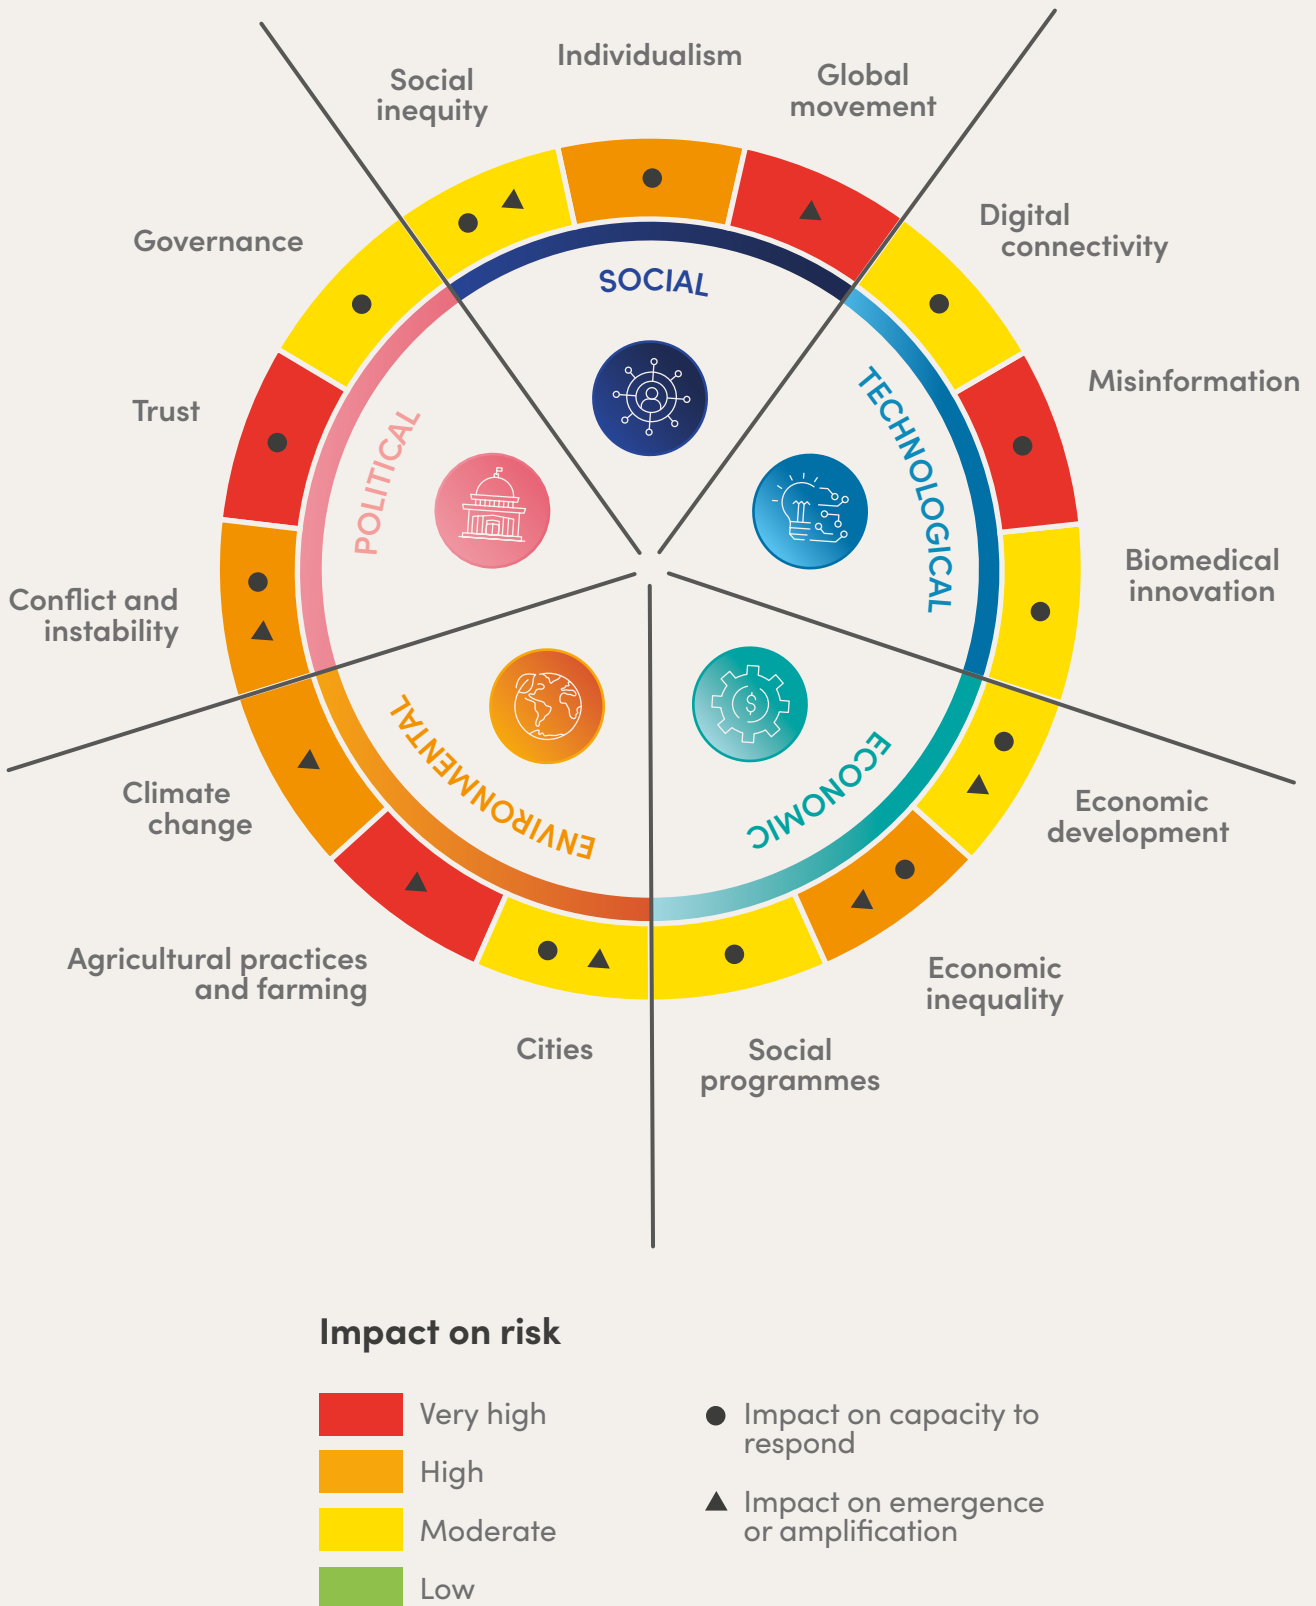 Individualism
Social
inequity
Global
movement
Governance
Digital
connectivity
SOCIAL
Trust
Misinformation
POLITICAL
TECHNOLOGICAL
Conflict and
instability
Biomedical
innovation
$
ENVIRONMENTAL
ECONOMIC
Climate
change
Economic
development
Agricultural practices
and farming
Economic
inequality
Cities
Social
programmes
Impact on risk
Very high
High
Moderate
Low
Impact on capacity to
respond
Impact on emergence
or amplification